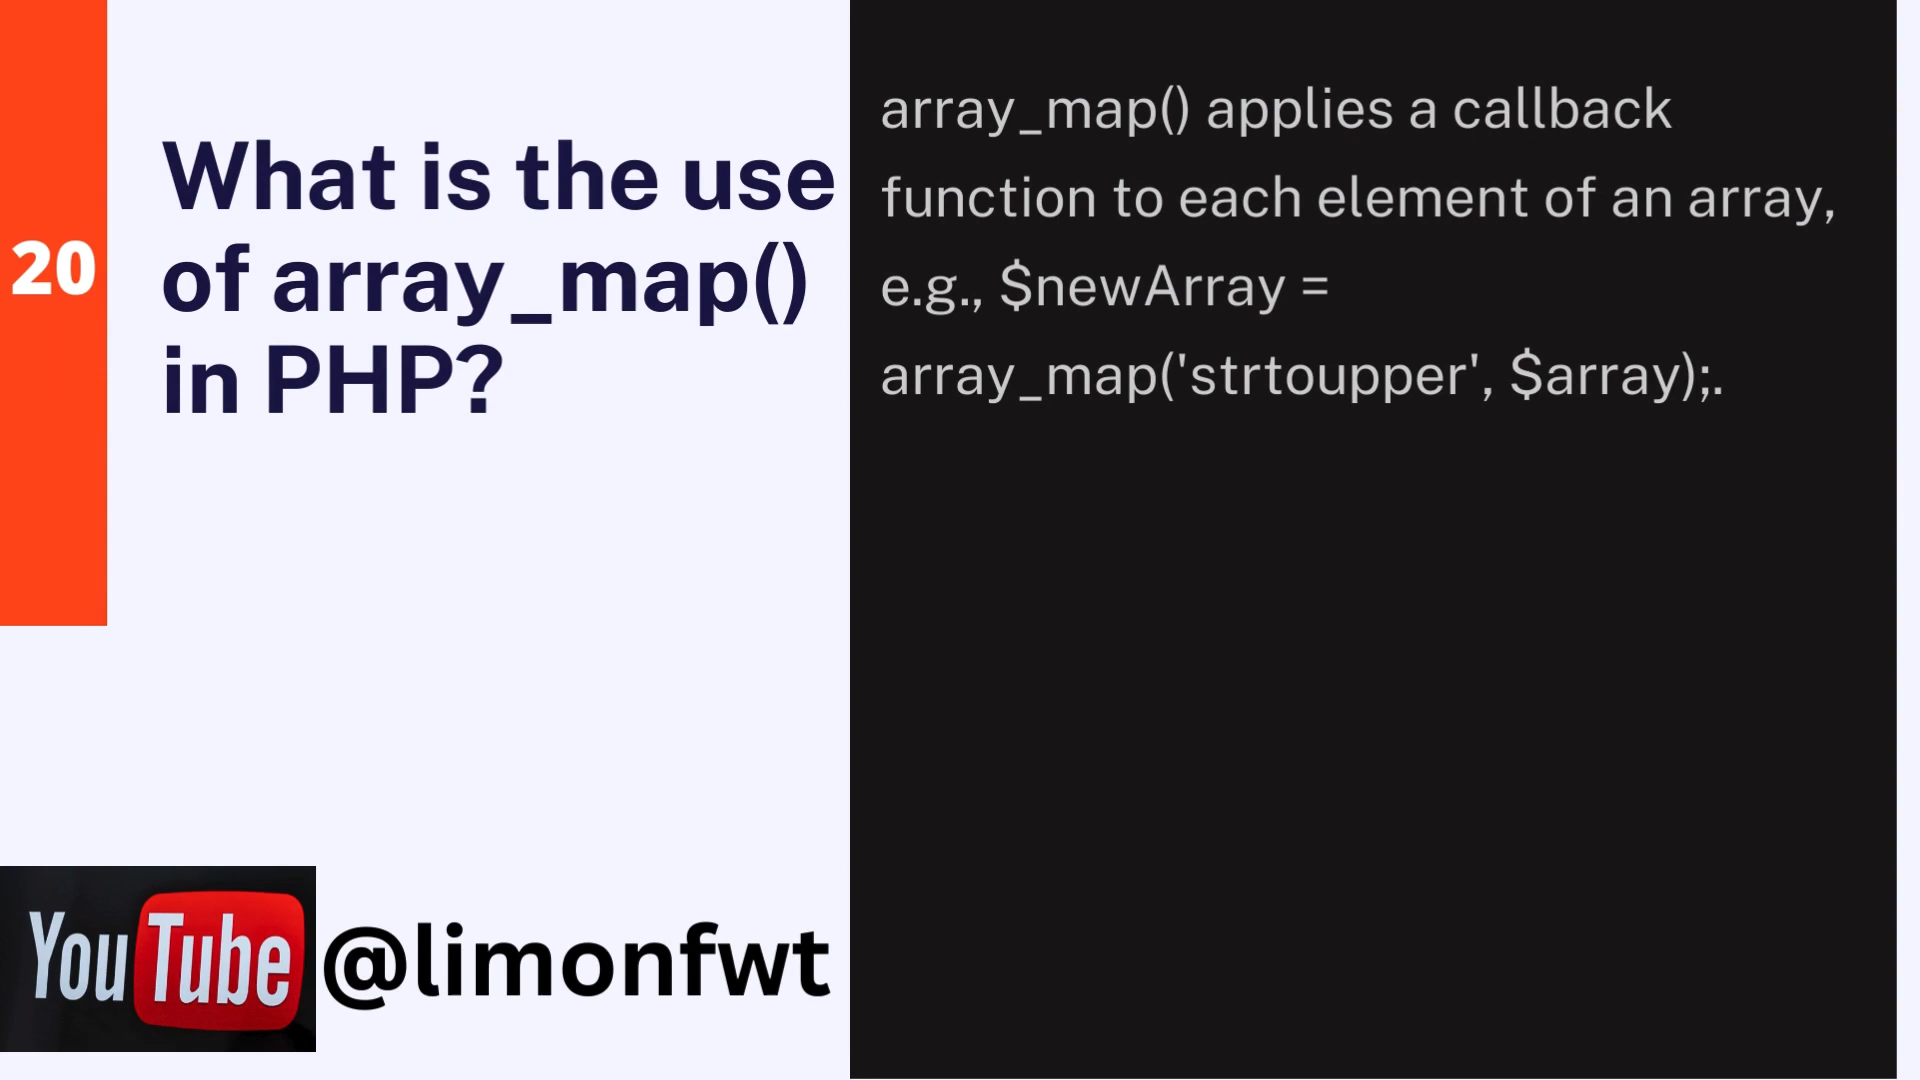 20
What is the use
of array_map()
in PHP?
array_map() applies a callback
function to each element of an array,
e.g., $newArray =
array_map('strtoupper', $array);.
YouTube
@limonfwt